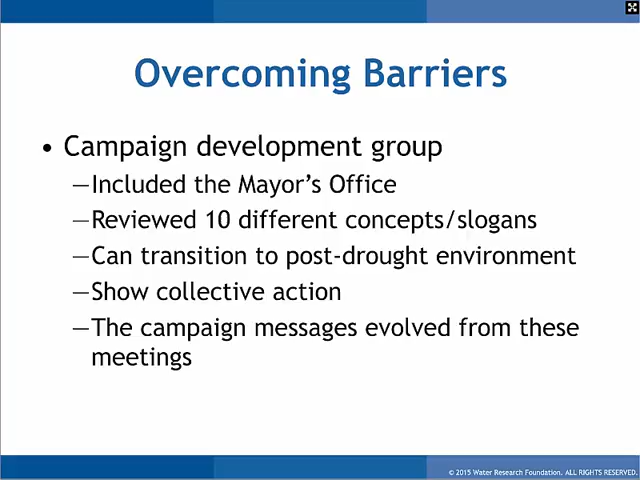 Overcoming Barriers
• Campaign development group
—Included the Mayor’s Office
—Reviewed 10 different concepts/slogans
—Can transition to post-drought environment
—Show collective action
—The campaign messages evolved from these
meetings
© 2015 Water Research Foundation. ALL RIGHTS RESERVED.